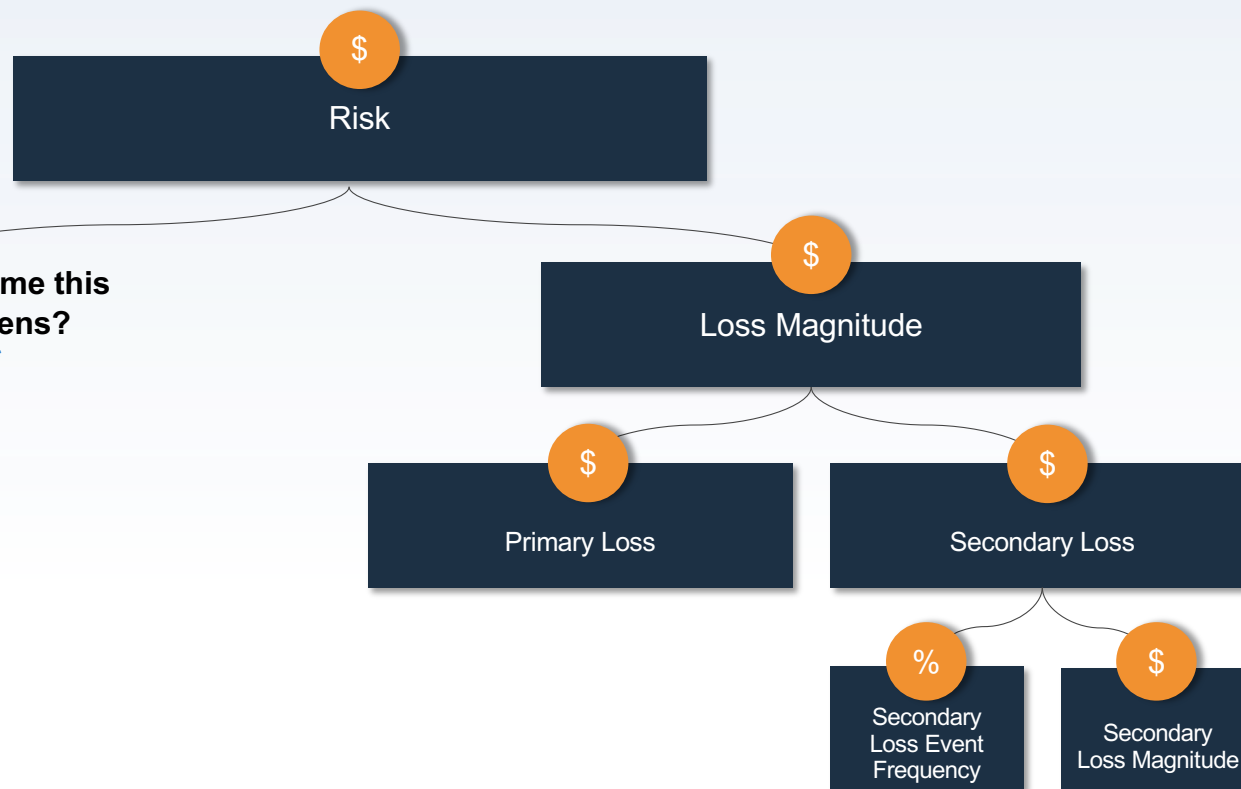 $
Risk
$
me this
ens?
Loss Magnitude
$
Primary Loss
$
Secondary Loss
%
Secondary
Loss Event
Frequency
$
Secondary
Loss Magnitude